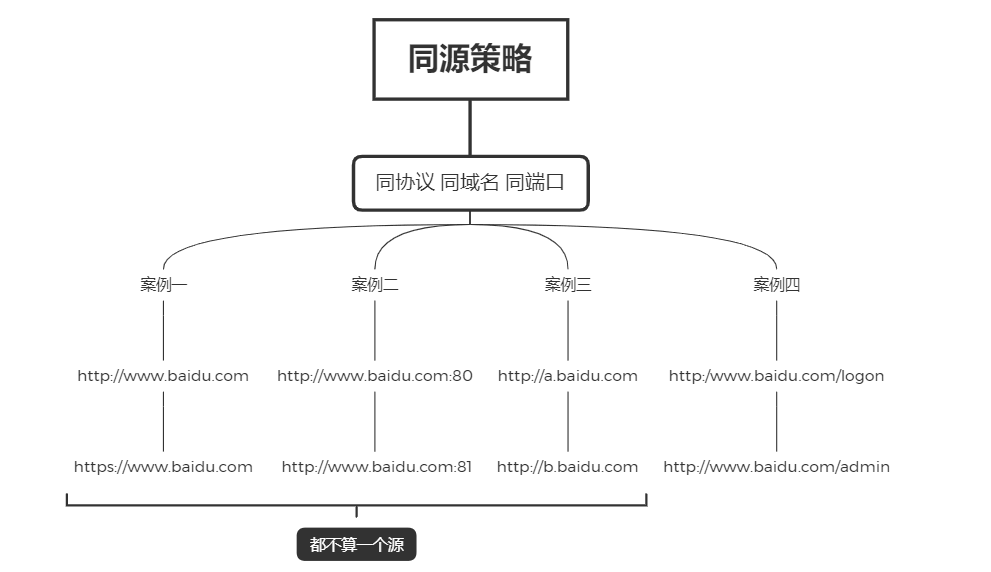 同源策略
同协议 同域名 同端口
案例一
案例二
案例三
案例四
http://www.baidu.com
http://www.baidu.com:80
http://a.baidu.com
http:/www.baidu.com/logon
https://www.baidu.com
http://www.baidu.com:81
http://b.baidu.com
http://www.baidu.com/admin
都不算一个源